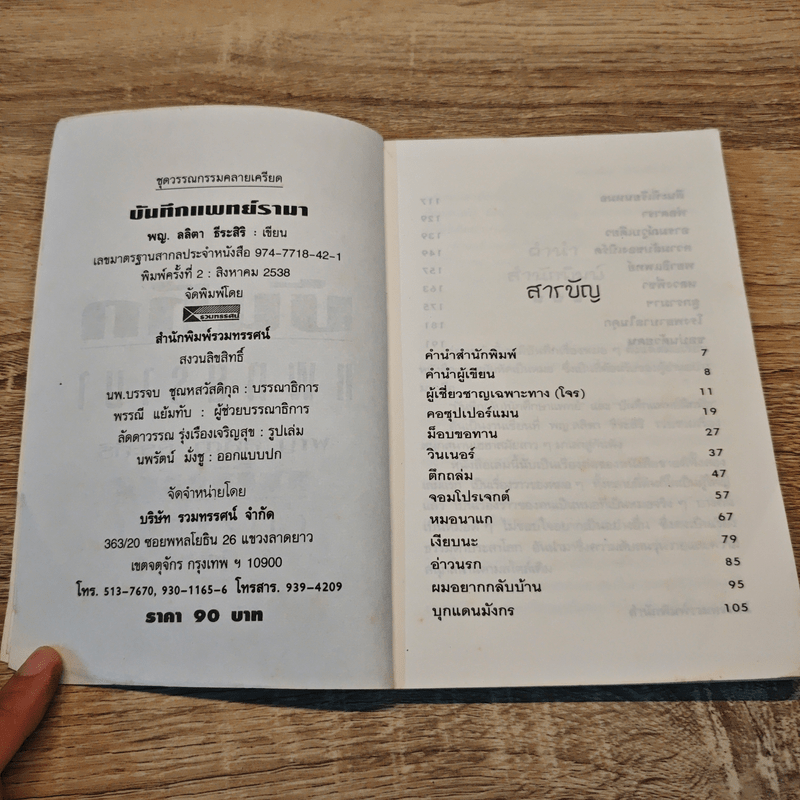 ชุดวรรณกรรมคลายเครียด
บันทึกแพทย์รามา
พญ. ลลิตา ธีระสิริ : เขียน
เลขมาตรฐานสากลประจำหนังสือ 974-7718-42-1
พิมพ์ครั้งที่ 2 : สิงหาคม 2538
จัดพิมพ์โดย
รวมทรรศน์
สำนักพิมพ์รวมทรรศน์
สงวนลิขสิทธิ์
นพ.บรรจบ ชุณหสวัสดิกุล : บรรณาธิการ
พรรณี แย้มทับ : ผู้ช่วยบรรณาธิการ
ลัดดาวรรณ รุ่งเรืองเจริญสุข : รูปเล่ม
นพรัตน์ มั่งชู : ออกแบบปก
จัดจำหน่ายโดย
บริษัท รวมทรรศน์ จำกัด
363/20 ซอยพหลโยธิน 26 แขวงลาดยาว
เขตจตุจักร กรุงเทพ ฯ 10900
โทร. 513-7670, 930-1165-6 โทรสาร. 939-4209
ราคา 90 บาท
สารบัญ
คำนำสำนักพิมพ์ 7
คำนำผู้เขียน 8
ผู้เชี่ยวชาญเฉพาะทาง (โจร) 11
คอซุปเปอร์แมน 19
ม็อบขอทาน 27
วินเนอร์ 37
ตึกถล่ม 47
จอมโปรเจกต์ 57
หมอนาแก 67
เงียบนะ 79
อ่าวนรก 85
ผมอยากกลับบ้าน 95
บุกแดนมังกร 105